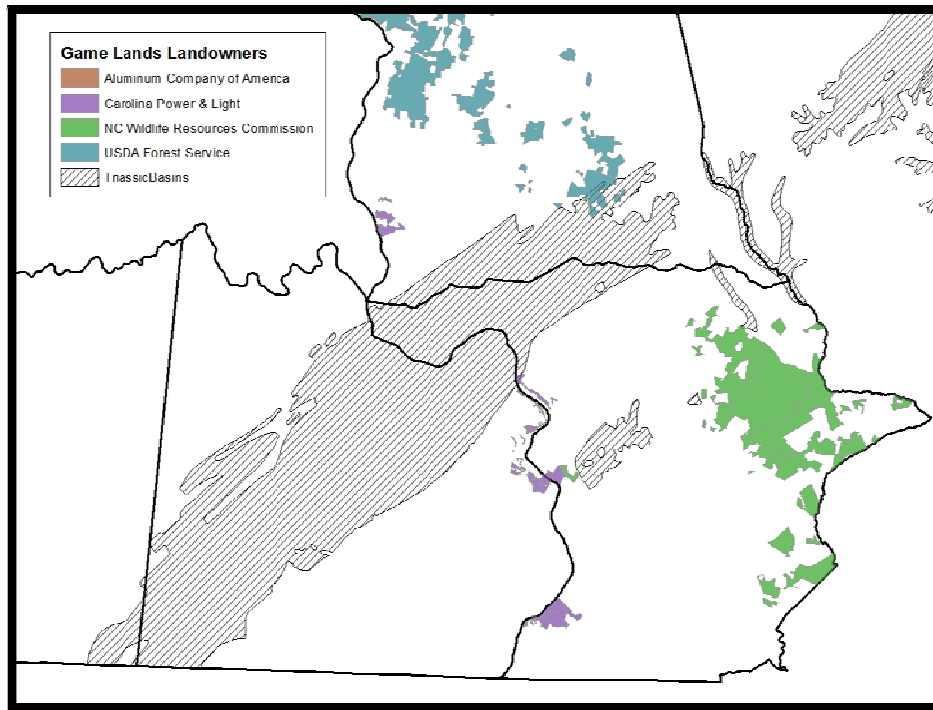 Game Lands Landowners
Aluminum Company of America
Carolina Power & Light
NC Wildlife Resources Commission
USDA Forest Service
TriassicBasins